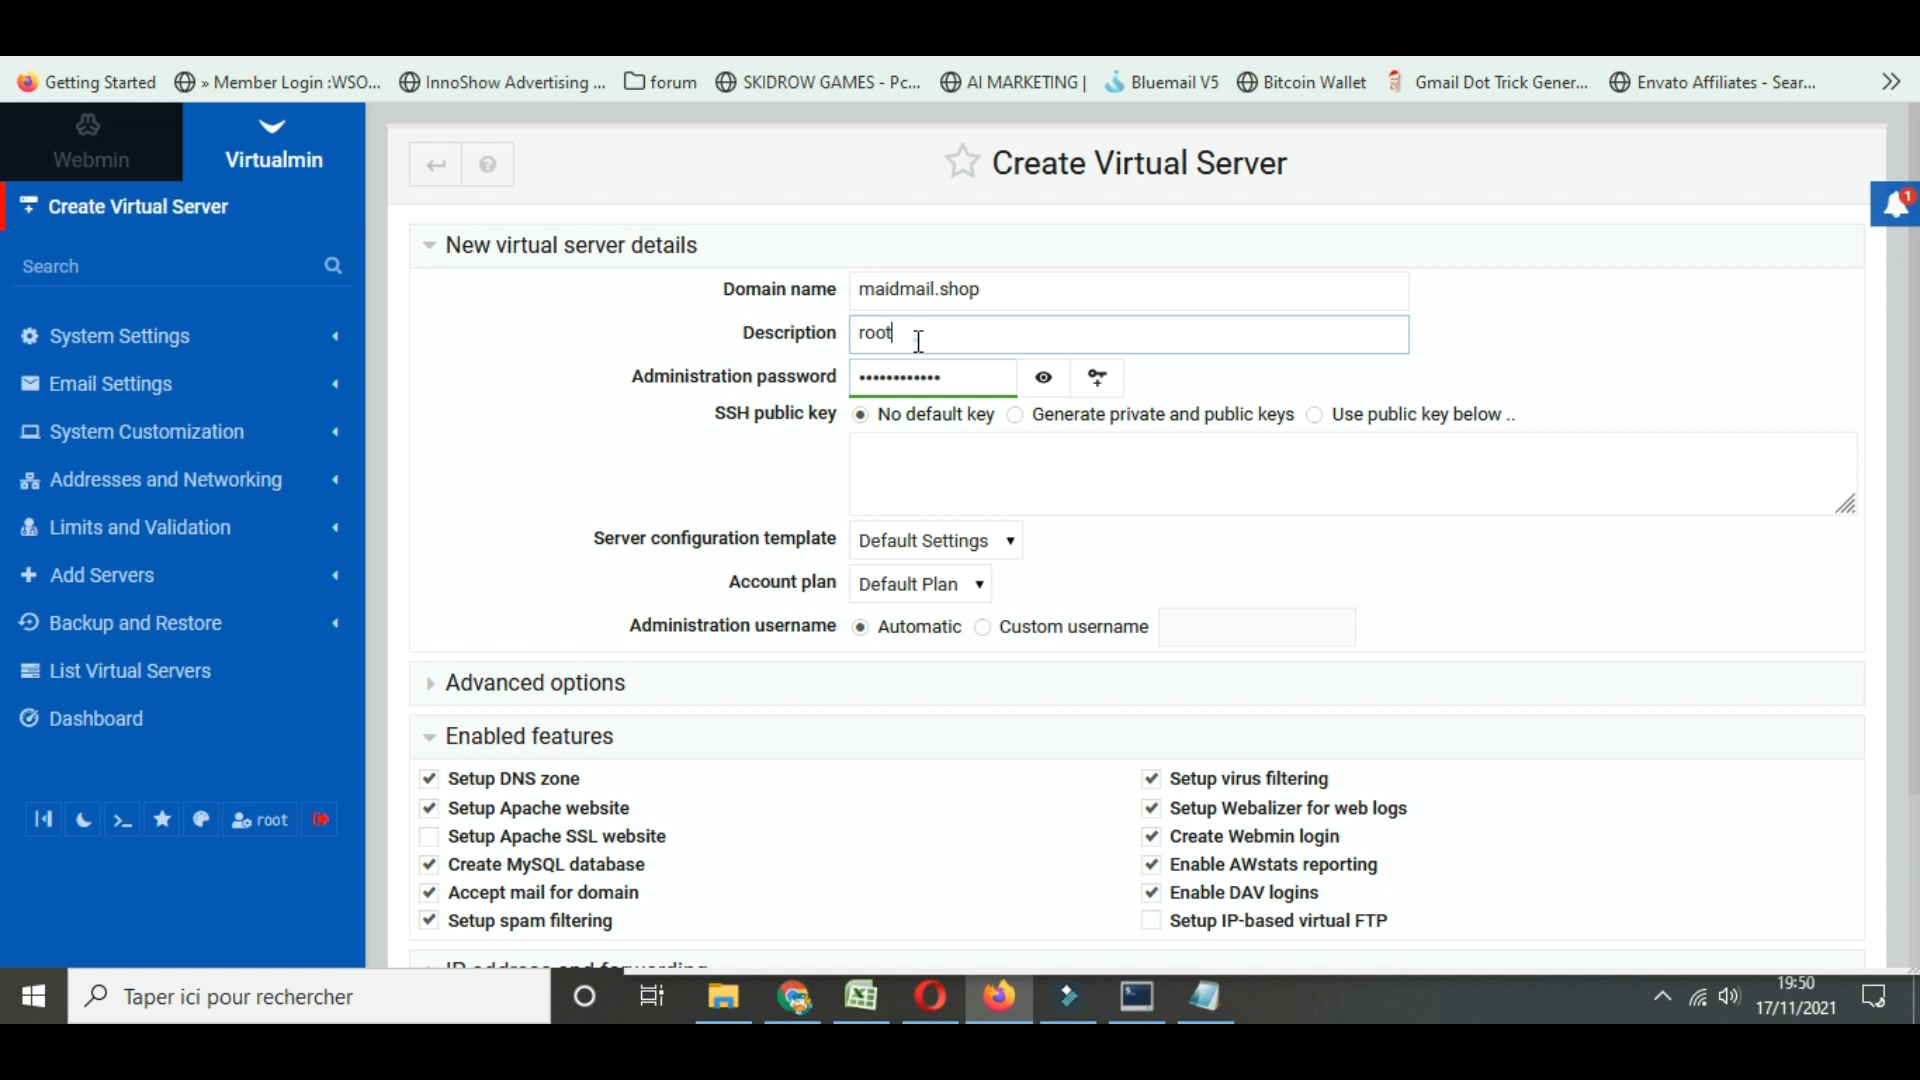 Getting Started » Member Login :WSO... InnoShow Advertising ... forum SKIDROW GAMES - Pc... AI MARKETING | Bluemail V5 Bitcoin Wallet Gmail Dot Trick Gener... Envato Affiliates - Sear...
Webmin
Virtualmin
Create Virtual Server
Search
System Settings
Email Settings
System Customization
Addresses and Networking
Limits and Validation
Add Servers
Backup and Restore
List Virtual Servers
Dashboard
root
Create Virtual Server
1
New virtual server details
Domain name maidmail.shop
Description root
Administration password ••••••••••••
SSH public key No default key Generate private and public keys Use public key below ..
Server configuration template Default Settings
Account plan Default Plan
Administration username Automatic Custom username
Advanced options
Enabled features
Setup DNS zone
Setup Apache website
Setup Apache SSL website
Create MySQL database
Accept mail for domain
Setup spam filtering
Setup virus filtering
Setup Webalizer for web logs
Create Webmin login
Enable AWstats reporting
Enable DAV logins
Setup IP-based virtual FTP
IP address and forwarding
Taper ici pour rechercher
19:50
17/11/2021